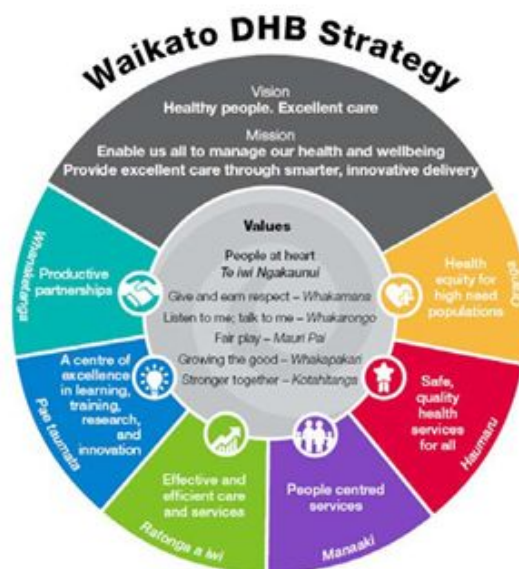 Waikato DHB Strategy
Vision
Healthy people. Excellent care
Mission
Enable us all to manage our health and wellbeing
Provide excellent care through smarter, innovative delivery
Values
People at heart
Te iwi Ngakaunui
Give and earn respect – Whakamana
Listen to me; talk to me – Whakarongo
Fair play – Mauri Pai
Growing the good – Whakapakari
Stronger together – Kotahitanga
Oranga
Health
equity for
high need
populations
Haumaru
Safe,
quality
health
services
for all
Manaaki
People centred
services
Ratonga a iwi
Effective and
efficient care
and services
Pae taumata
A centre of
excellence
in learning,
training,
research,
and
innovation
Whanaketanga
Productive
partnerships